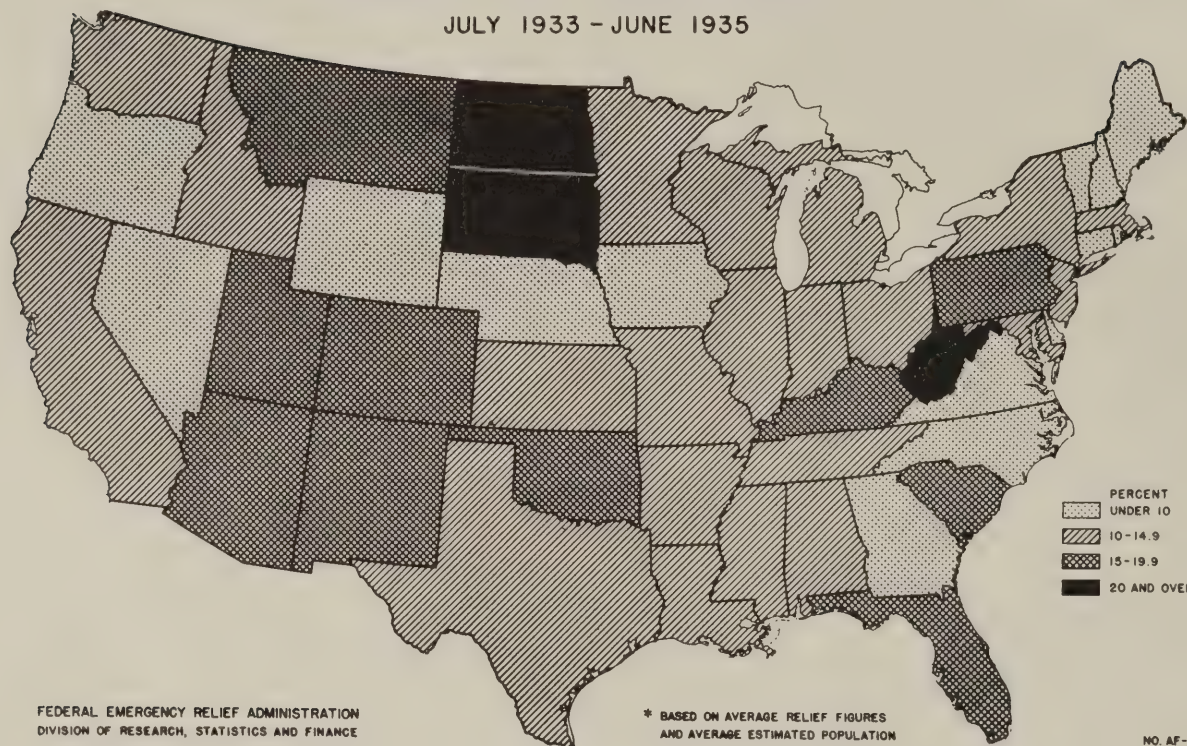 JULY 1933 - JUNE 1935
PERCENT
UNDER 10
10-14.9
15-19.9
20 AND OVER
FEDERAL EMERGENCY RELIEF ADMINISTRATION
DIVISION OF RESEARCH, STATISTICS AND FINANCE
* BASED ON AVERAGE RELIEF FIGURES
AND AVERAGE ESTIMATED POPULATION
NO. AF-